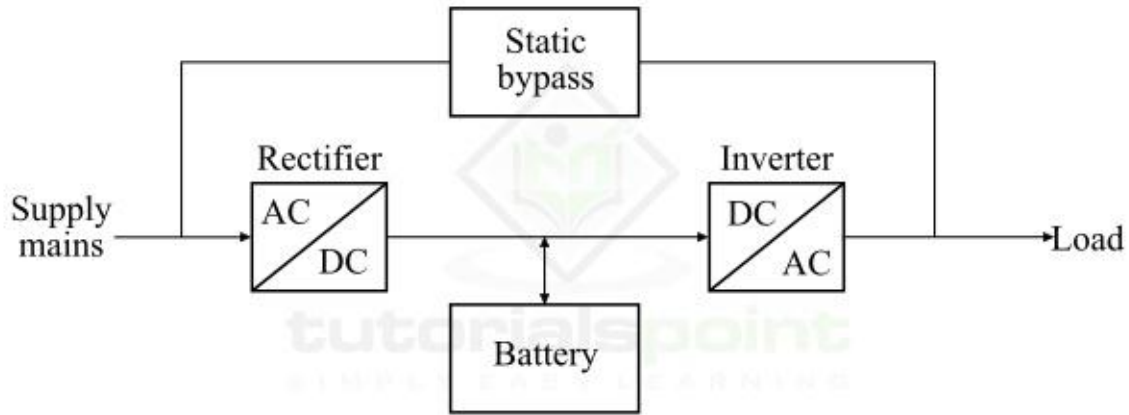 Static
bypass
Rectifier
Inverter
Supply
mains
AC
DC
DC
AC
Load
Battery
tutorialspoint
SIMPLY EASY LEARNING